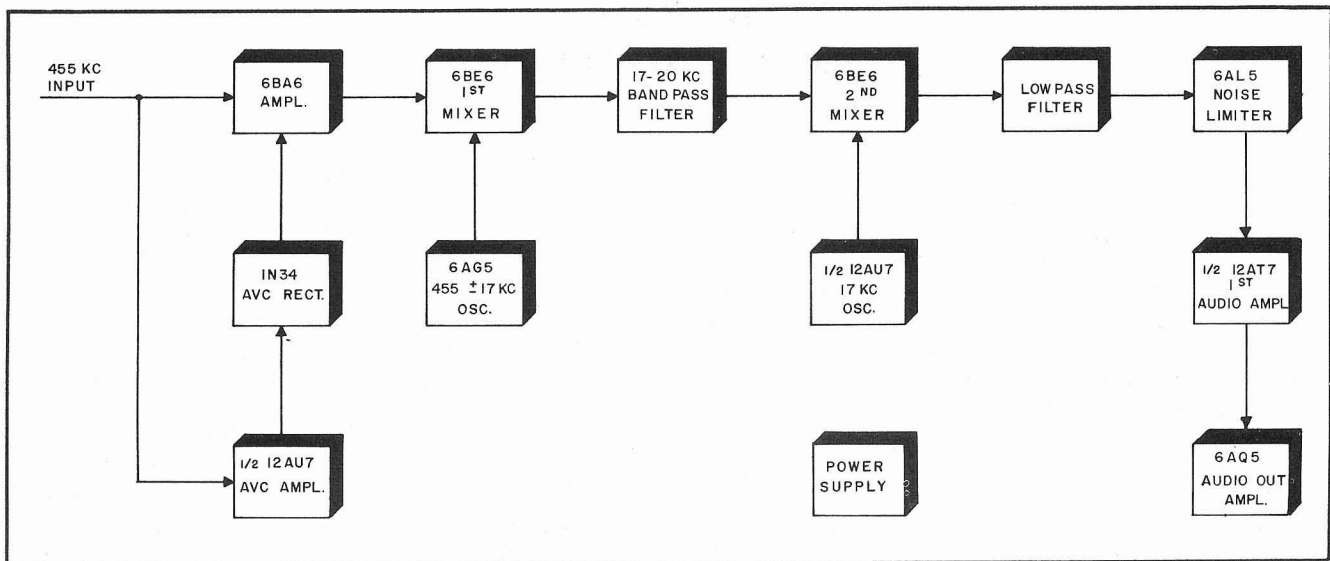 455 KC
INPUT
6BA6
AMPL.
6BE6
1ST
MIXER
17-20 KC
BAND PASS
FILTER
6BE6
2ND
MIXER
LOW PASS
FILTER
6AL5
NOISE
LIMITER
1N34
AVC RECT.
6AG5
455 ±17 KC
OSC.
1/2 12AU7
17 KC
OSC.
1/2 12AT7
1ST
AUDIO AMPL
1/2 12AU7
AVC AMPL.
POWER
SUPPLY
6AQ5
AUDIO OUT
AMPL.